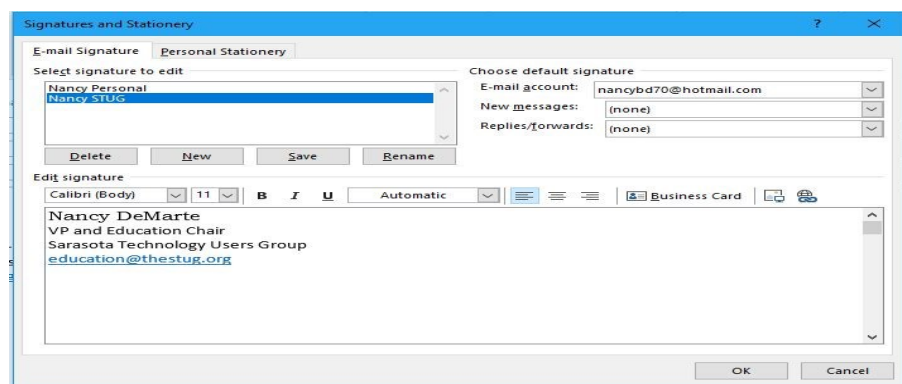 Signatures and Stationery ? ×
E-mail Signature Personal Stationery
Select signature to edit
Nancy Personal
Nancy STUG
Delete New Save Rename
Choose default signature
E-mail account: nancybd70@hotmail.com
New messages: (none)
Replies/forwards: (none)
Edit signature
Calibri (Body) 11 B I U Automatic Business Card
Nancy DeMarte
VP and Education Chair
Sarasota Technology Users Group
education@thestug.org
OK Cancel